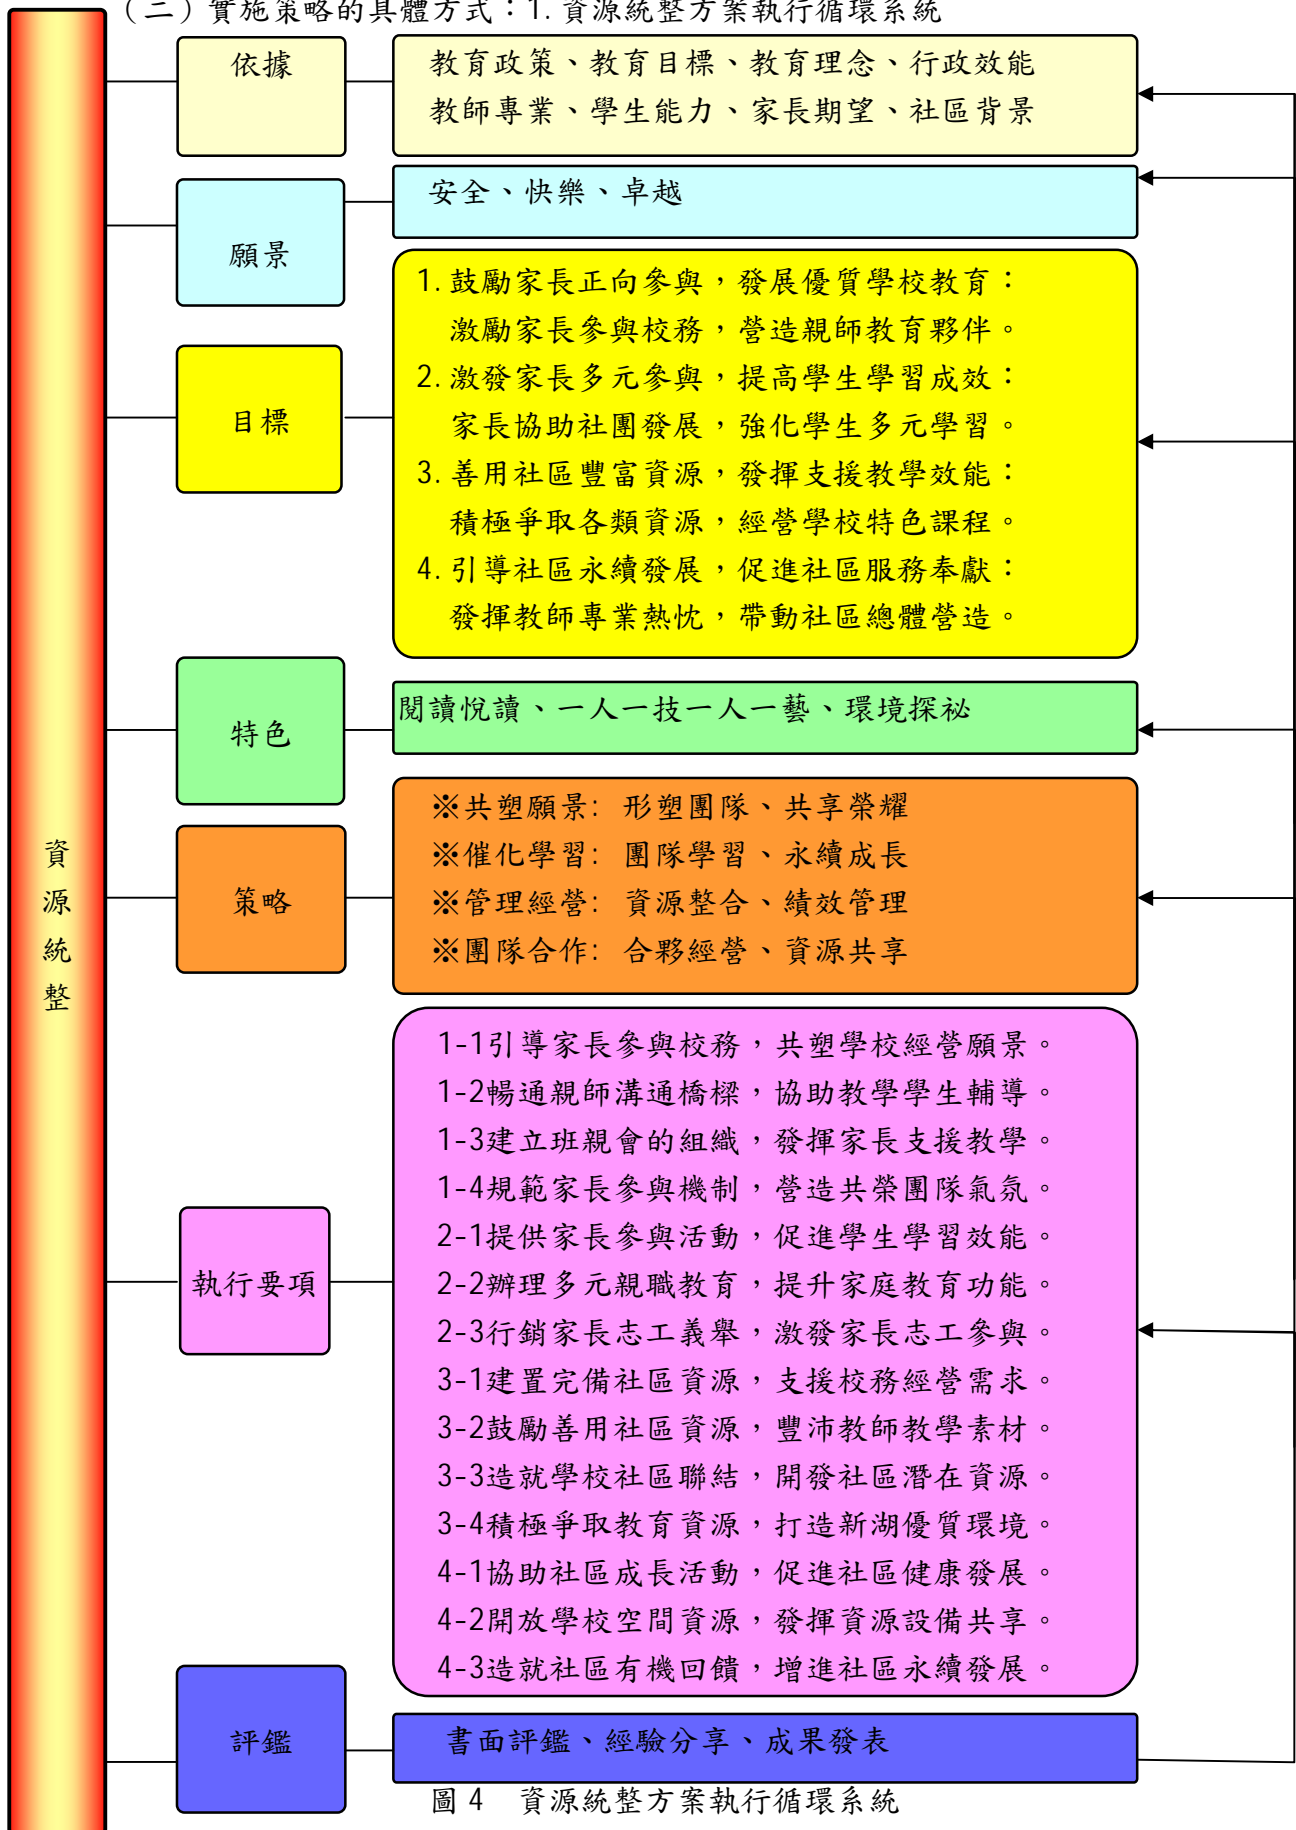 （二）實施策略的具體方式：1.資源統整方案執行循環系統
資源統整
依據
教育政策、教育目標、教育理念、行政效能
教師專業、學生能力、家長期望、社區背景
願景
安全、快樂、卓越
目標
1.鼓勵家長正向參與，發展優質學校教育：
激勵家長參與校務，營造親師教育夥伴。
2.激發家長多元參與，提高學生學習成效：
家長協助社團發展，強化學生多元學習。
3.善用社區豐富資源，發揮支援教學效能：
積極爭取各類資源，經營學校特色課程。
4.引導社區永續發展，促進社區服務奉獻：
發揮教師專業熱忱，帶動社區總體營造。
特色
閱讀悅讀、一人一技一人一藝、環境探祕
策略
※共塑願景: 形塑團隊、共享榮耀
※催化學習: 團隊學習、永續成長
※管理經營: 資源整合、績效管理
※團隊合作: 合夥經營、資源共享
執行要項
1-1引導家長參與校務，共塑學校經營願景。
1-2暢通親師溝通橋樑，協助教學學生輔導。
1-3建立班親會的組織，發揮家長支援教學。
1-4規範家長參與機制，營造共榮團隊氣氛。
2-1提供家長參與活動，促進學生學習效能。
2-2辦理多元親職教育，提升家庭教育功能。
2-3行銷家長志工義舉，激發家長志工參與。
3-1建置完備社區資源，支援校務經營需求。
3-2鼓勵善用社區資源，豐沛教師教學素材。
3-3造就學校社區聯結，開發社區潛在資源。
3-4積極爭取教育資源，打造新湖優質環境。
4-1協助社區成長活動，促進社區健康發展。
4-2開放學校空間資源，發揮資源設備共享。
4-3造就社區有機回饋，增進社區永續發展。
評鑑
書面評鑑、經驗分享、成果發表
圖 4　資源統整方案執行循環系統